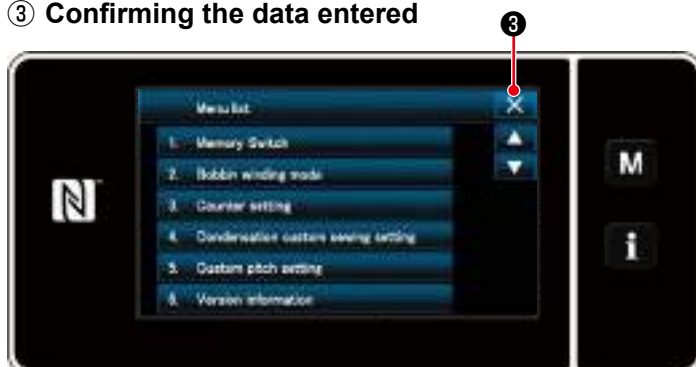 ③ Confirming the data entered
❸
Menu list
1. Memory Switch
2. Bobbin winding mode
3. Counter setting
4. Condensation custom sewing setting
5. Custom pitch setting
6. Version information
M
i